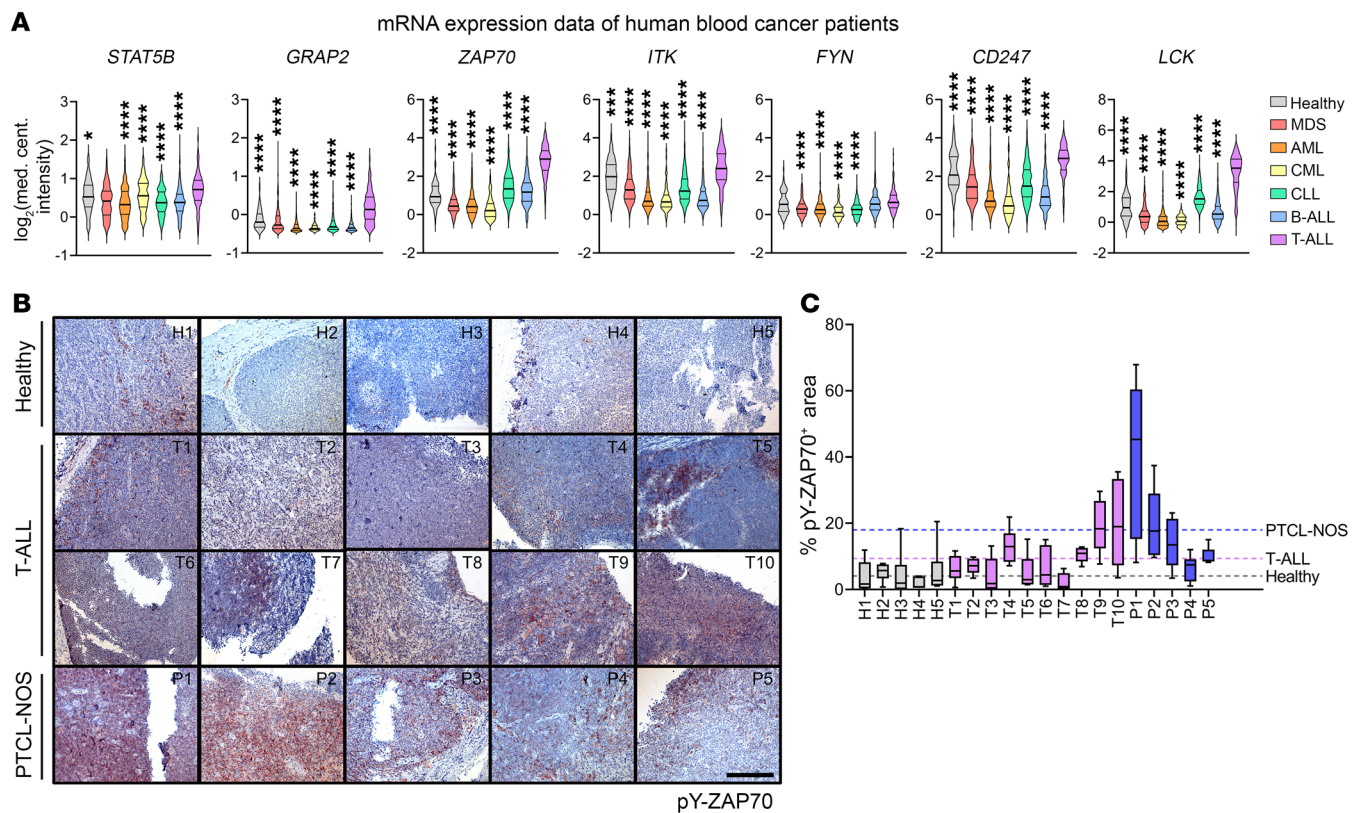 A
mRNA expression data of human blood cancer patients
STAT5B GRAP2 ZAP70 ITK FYN CD247 LCK
log2(med. cent. intensity)
3 2 1 0 -1
* **** **** **** ****
3 2 1 0 -1
**** **** **** **** **** ****
6 4 2 0 -2
**** **** **** **** **** ****
6 4 2 0 -2
*** **** **** **** **** ****
6 4 2 0 -2
**** **** **** ****
6 4 2 0 -2
**** **** **** **** **** ****
8 6 4 2 0 -2
**** **** **** **** **** ****
Healthy
MDS
AML
CML
CLL
B-ALL
T-ALL
B
Healthy
H1 H2 H3 H4 H5
T-ALL
T1 T2 T3 T4 T5
T6 T7 T8 T9 T10
PTCL-NOS
P1 P2 P3 P4 P5
pY-ZAP70
C
% pY-ZAP70+ area
80
60
40
20
0
PTCL-NOS
T-ALL
Healthy
H1 H2 H3 H4 H5 T1 T2 T3 T4 T5 T6 T7 T8 T9 T10 P1 P2 P3 P4 P5